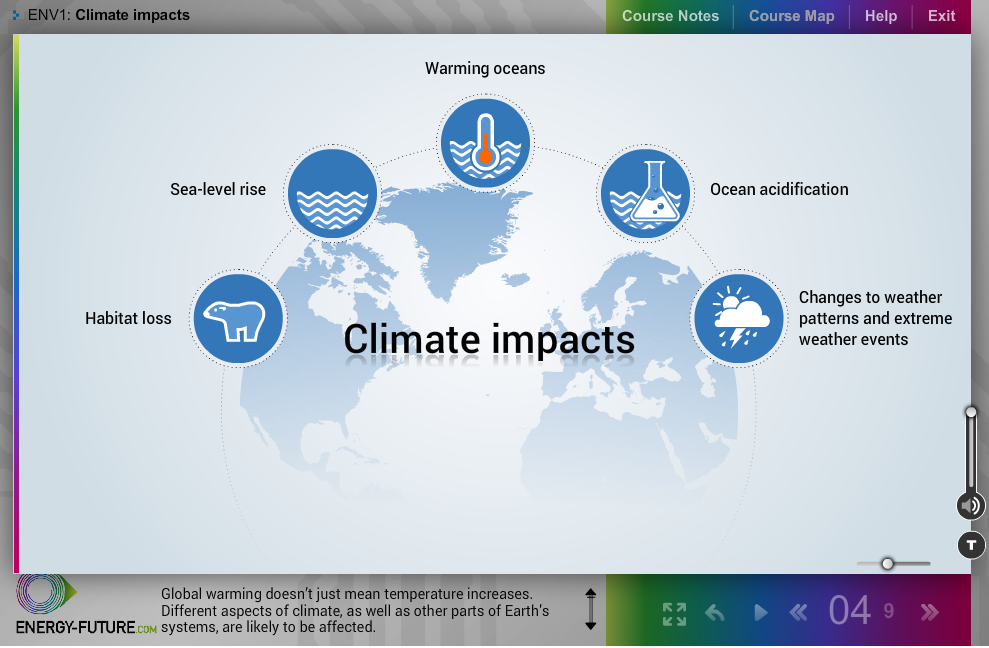 ENV1: Climate impacts
Course Notes
Course Map
Help
Exit
Warming oceans
Sea-level rise
Ocean acidification
Habitat loss
Changes to weather
patterns and extreme
weather events
Climate impacts
T
ENERGY-FUTURE.COM
Global warming doesn't just mean temperature increases.
Different aspects of climate, as well as other parts of Earth's
systems, are likely to be affected.
04 9